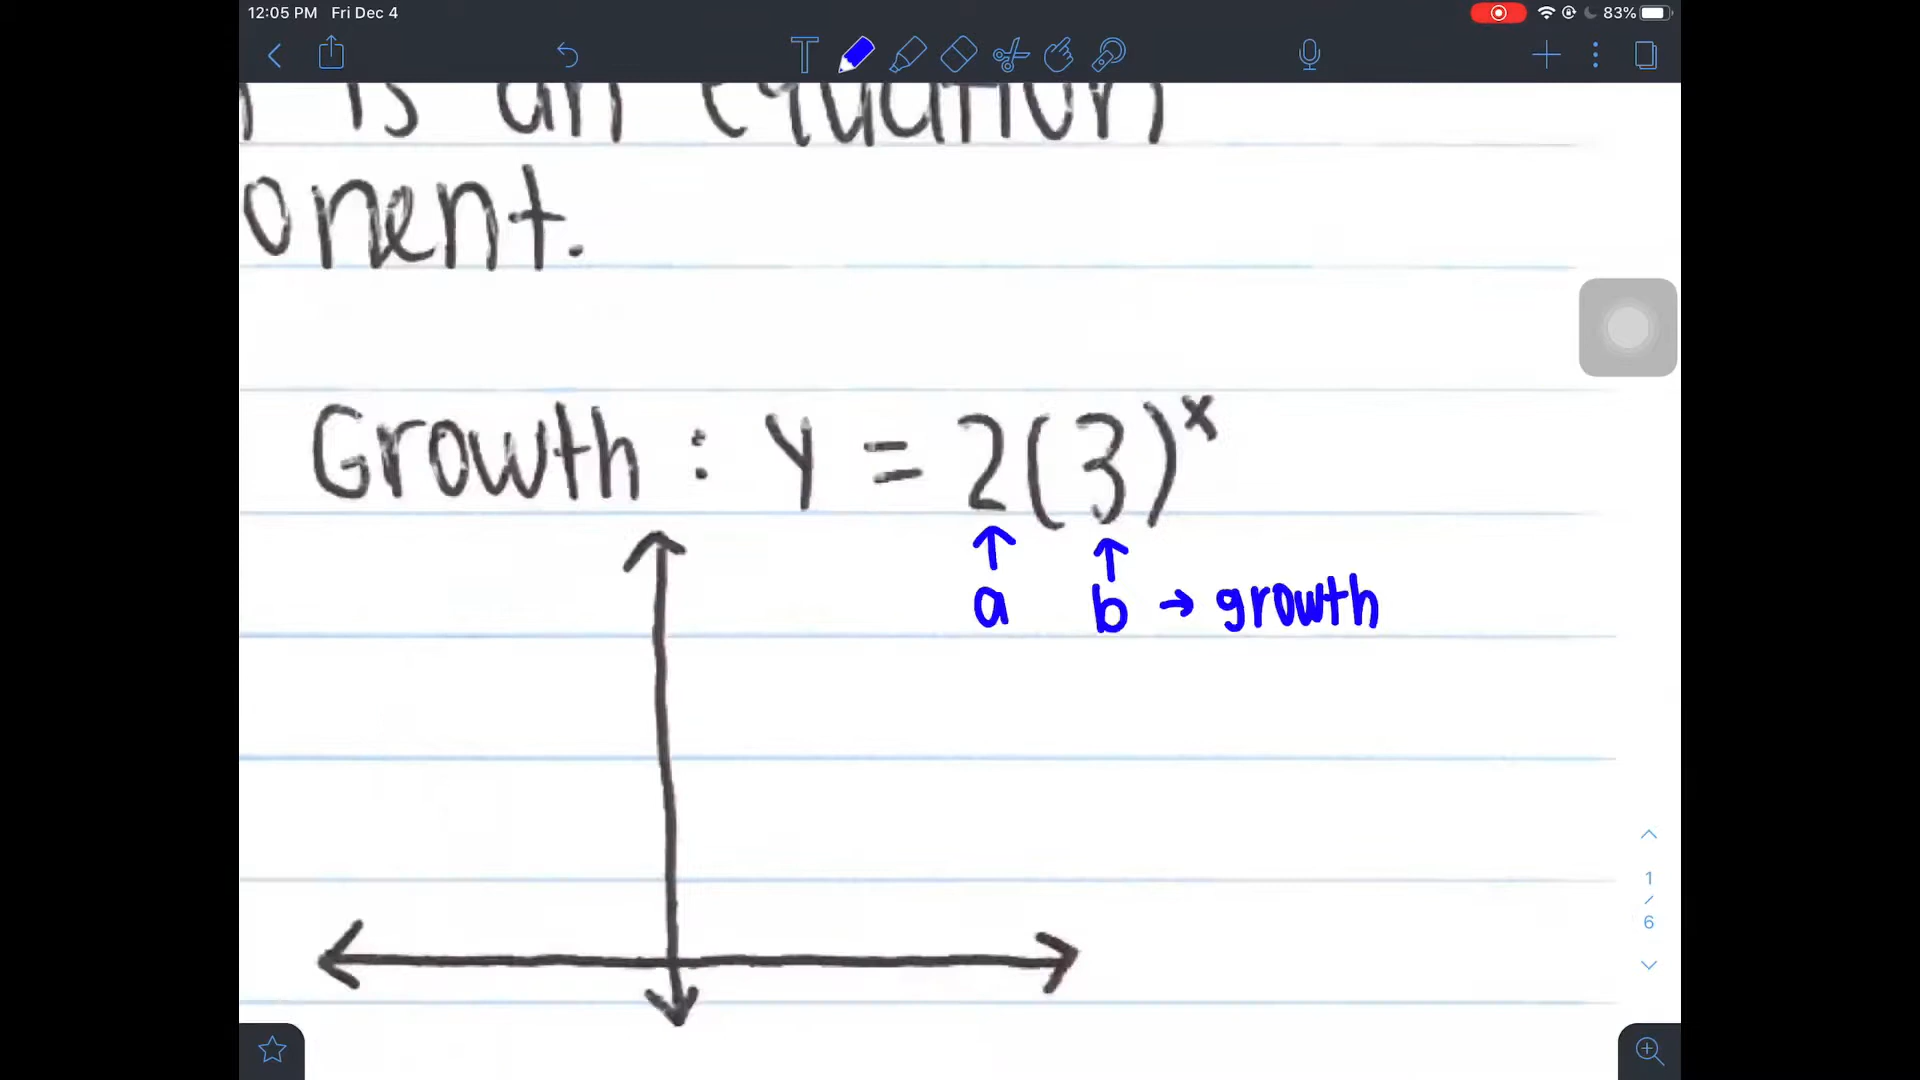 12:05 PM Fri Dec 4
83%
is an equation
onent.
Growth : y = 2(3)^x
a b → growth
1
/
6